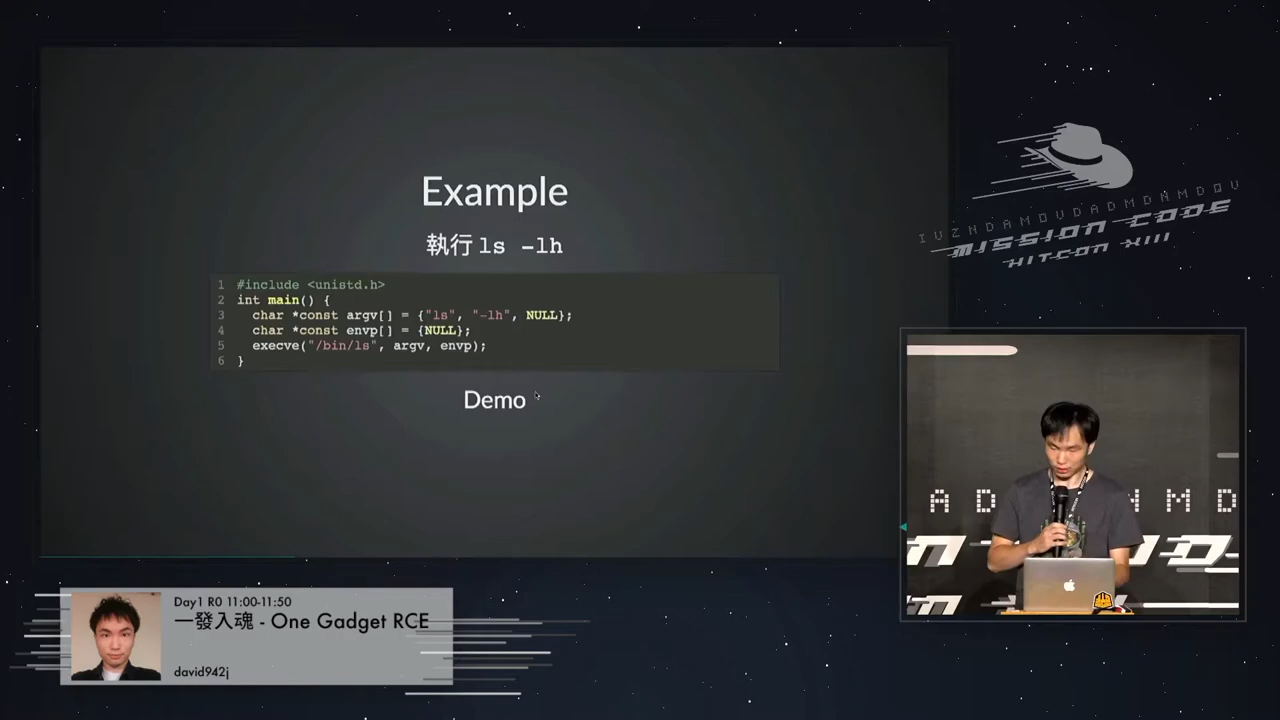 Example
執行 ls -lh
1 #include <unistd.h>
2 int main() {
3 char *const argv[] = {"ls", "-lh", NULL};
4 char *const envp[] = {NULL};
5 execve("/bin/ls", argv, envp);
6 }
Demo
IVZHDAMOVDADMDHMDQV
MISSION CODE
HITCON XIII
A D
H M D
Day1 R0 11:00-11:50
一發入魂 - One Gadget RCE
david942j